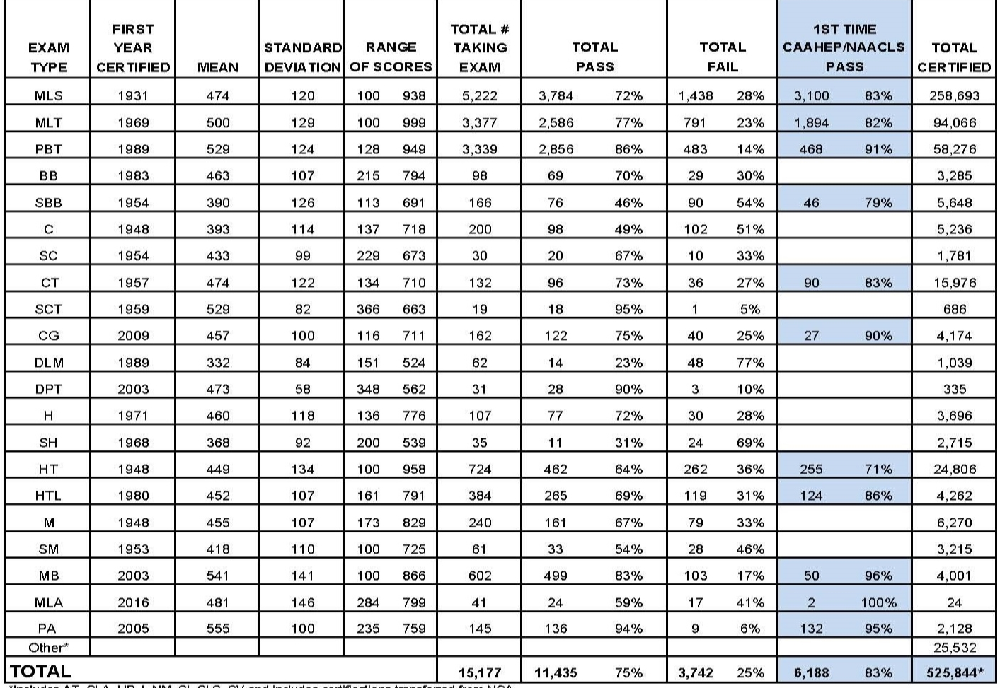 EXAM TYPE FIRST YEAR CERTIFIED MEAN STANDARD DEVIATION RANGE OF SCORES TOTAL # TAKING EXAM TOTAL PASS TOTAL FAIL 1ST TIME CAAHEP/NAACLS PASS TOTAL CERTIFIED
MLS 1931 474 120 100 938 5,222 3,784 72% 1,438 28% 3,100 83% 258,693
MLT 1969 500 129 100 999 3,377 2,586 77% 791 23% 1,894 82% 94,066
PBT 1989 529 124 128 949 3,339 2,856 86% 483 14% 468 91% 58,276
BB 1983 463 107 215 794 98 69 70% 29 30% 3,285
SBB 1954 390 126 113 691 166 76 46% 90 54% 46 79% 5,648
C 1948 393 114 137 718 200 98 49% 102 51% 5,236
SC 1954 433 99 229 673 30 20 67% 10 33% 1,781
CT 1957 474 122 134 710 132 96 73% 36 27% 90 83% 15,976
SCT 1959 529 82 366 663 19 18 95% 1 5% 686
CG 2009 457 100 116 711 162 122 75% 40 25% 27 90% 4,174
DLM 1989 332 84 151 524 62 14 23% 48 77% 1,039
DPT 2003 473 58 348 562 31 28 90% 3 10% 335
H 1971 460 118 136 776 107 77 72% 30 28% 3,696
SH 1968 368 92 200 539 35 11 31% 24 69% 2,715
HT 1948 449 134 100 958 724 462 64% 262 36% 255 71% 24,806
HTL 1980 452 107 161 791 384 265 69% 119 31% 124 86% 4,262
M 1948 455 107 173 829 240 161 67% 79 33% 6,270
SM 1953 418 110 100 725 61 33 54% 28 46% 3,215
MB 2003 541 141 100 866 602 499 83% 103 17% 50 96% 4,001
MLA 2016 481 146 284 799 41 24 59% 17 41% 2 100% 24
PA 2005 555 100 235 759 145 136 94% 9 6% 132 95% 2,128
Other* 25,532
TOTAL 15,177 11,435 75% 3,742 25% 6,188 83% 525,844*